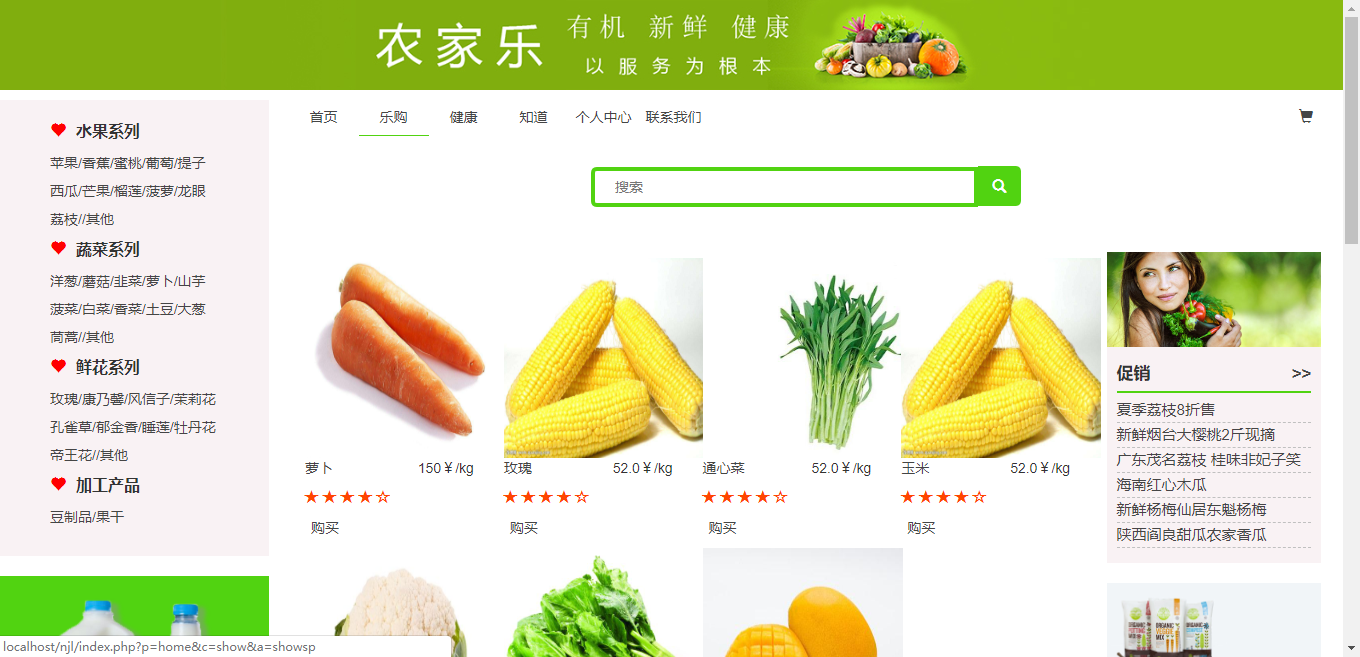 农家乐
有机 新鲜 健康
以服务为根本
首页 乐购 健康 知道 个人中心 联系我们
水果系列
苹果/香蕉/蜜桃/葡萄/提子
西瓜/芒果/榴莲/菠萝/龙眼
荔枝//其他
蔬菜系列
洋葱/蘑菇/韭菜/萝卜/山芋
菠菜/白菜/香菜/土豆/大葱
茼蒿//其他
鲜花系列
玫瑰/康乃馨/风信子/茉莉花
孔雀草/郁金香/睡莲/牡丹花
帝王花//其他
加工产品
豆制品/果干
搜索
萝卜 150￥/kg 玫瑰 52.0￥/kg 通心菜 52.0￥/kg 玉米 52.0￥/kg
★★★★☆ ★★★★☆ ★★★★☆ ★★★★☆
购买 购买 购买 购买
促销 >>
夏季荔枝8折售
新鲜烟台大樱桃2斤现摘
广东茂名荔枝 桂味非妃子笑
海南红心木瓜
新鲜杨梅仙居东魁杨梅
陕西阎良甜瓜农家香瓜
localhost/njl/index.php?p=home&c=show&a=showsp